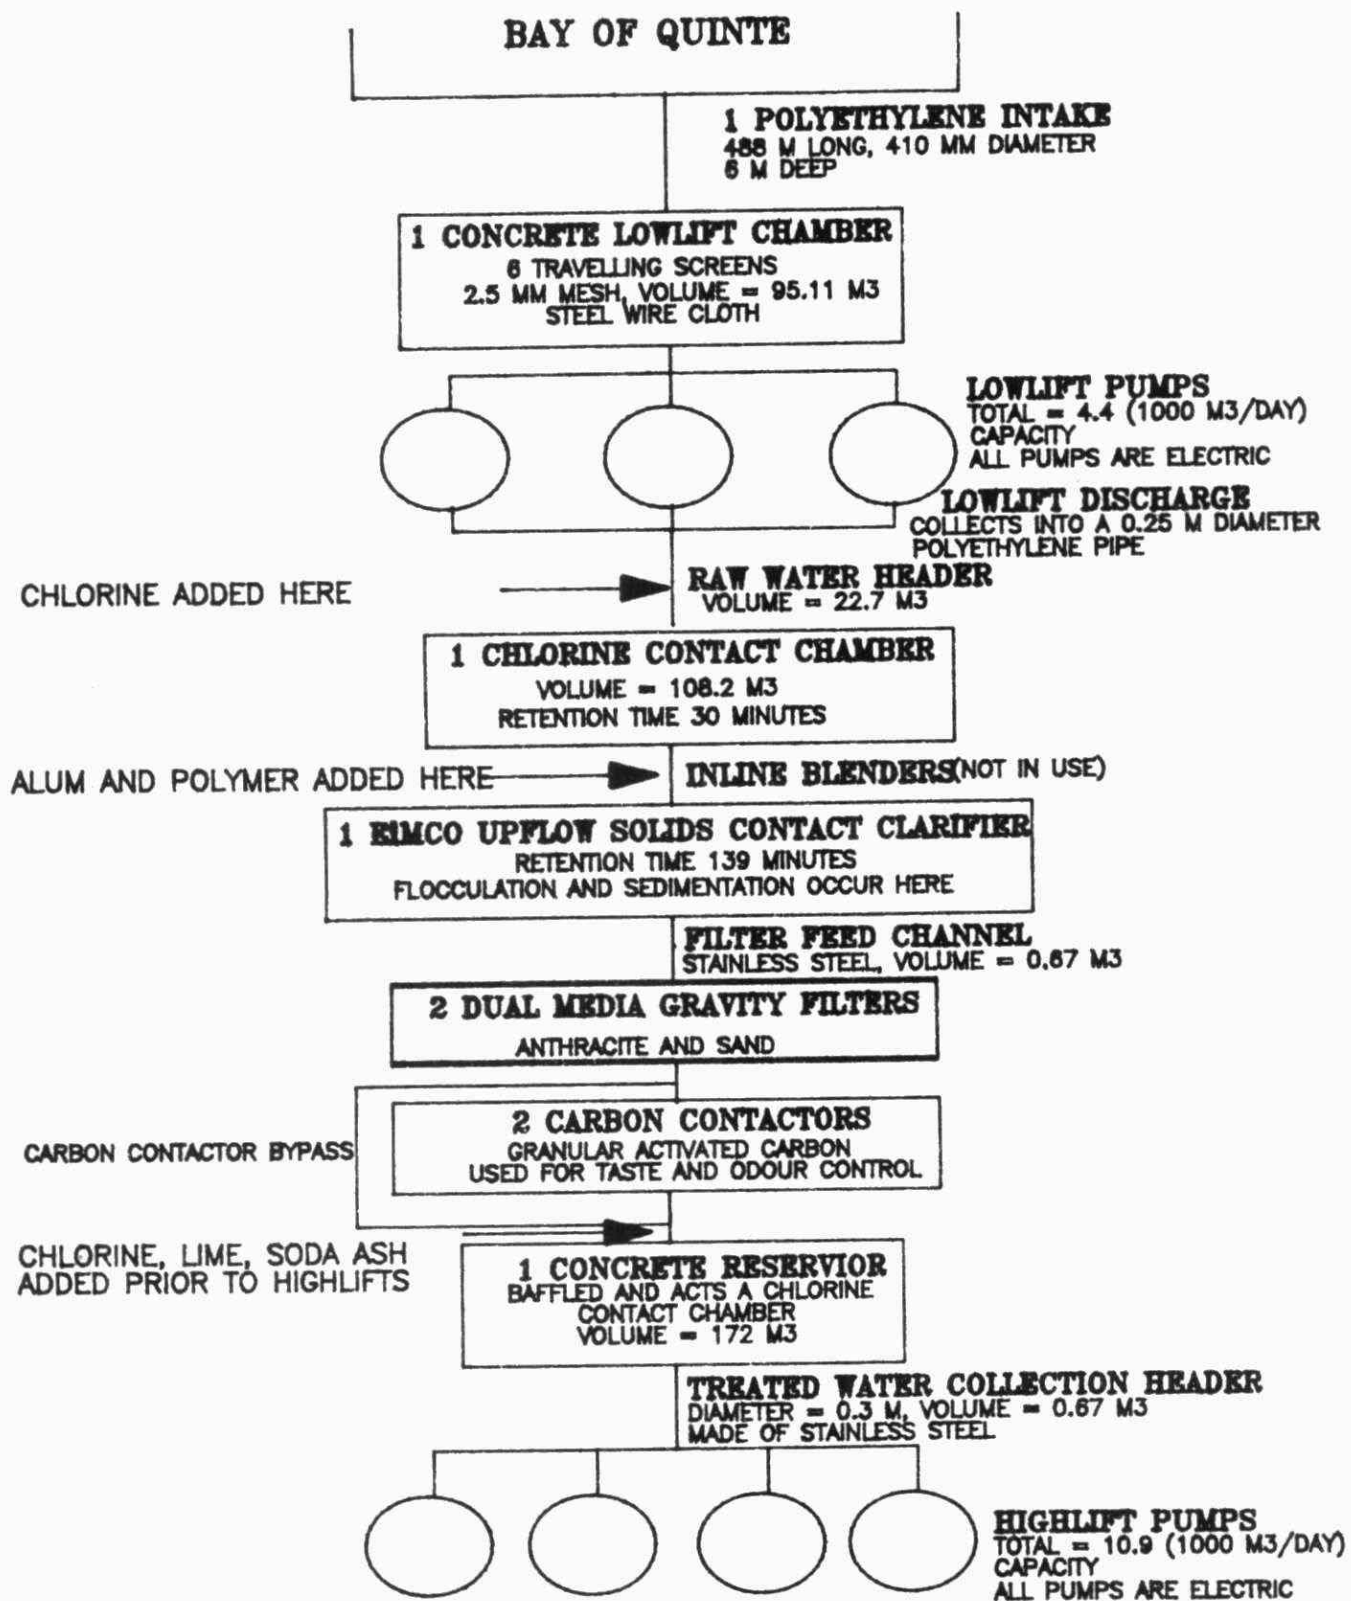 BAY OF QUINTE
1 POLYETHYLENE INTAKE
488 M LONG, 410 MM DIAMETER
6 M DEEP
1 CONCRETE LOWLIFT CHAMBER
6 TRAVELLING SCREENS
2.5 MM MESH, VOLUME = 95.11 M3
STEEL WIRE CLOTH
LOWLIFT PUMPS
TOTAL = 4.4 (1000 M3/DAY)
CAPACITY
ALL PUMPS ARE ELECTRIC
LOWLIFT DISCHARGE
COLLECTS INTO A 0.25 M DIAMETER
POLYETHYLENE PIPE
CHLORINE ADDED HERE
RAW WATER HEADER
VOLUME = 22.7 M3
1 CHLORINE CONTACT CHAMBER
VOLUME = 108.2 M3
RETENTION TIME 30 MINUTES
ALUM AND POLYMER ADDED HERE
INLINE BLENDERS(NOT IN USE)
1 EIMCO UPFLOW SOLIDS CONTACT CLARIFIER
RETENTION TIME 139 MINUTES
FLOCCULATION AND SEDIMENTATION OCCUR HERE
FILTER FEED CHANNEL
STAINLESS STEEL, VOLUME = 0.67 M3
2 DUAL MEDIA GRAVITY FILTERS
ANTHRACITE AND SAND
2 CARBON CONTACTORS
GRANULAR ACTIVATED CARBON
USED FOR TASTE AND ODOUR CONTROL
CARBON CONTACTOR BYPASS
CHLORINE, LIME, SODA ASH
ADDED PRIOR TO HIGHLIFTS
1 CONCRETE RESERVIOR
BAFFLED AND ACTS A CHLORINE
CONTACT CHAMBER
VOLUME = 172 M3
TREATED WATER COLLECTION HEADER
DIAMETER = 0.3 M, VOLUME = 0.67 M3
MADE OF STAINLESS STEEL
HIGHLIFT PUMPS
TOTAL = 10.9 (1000 M3/DAY)
CAPACITY
ALL PUMPS ARE ELECTRIC